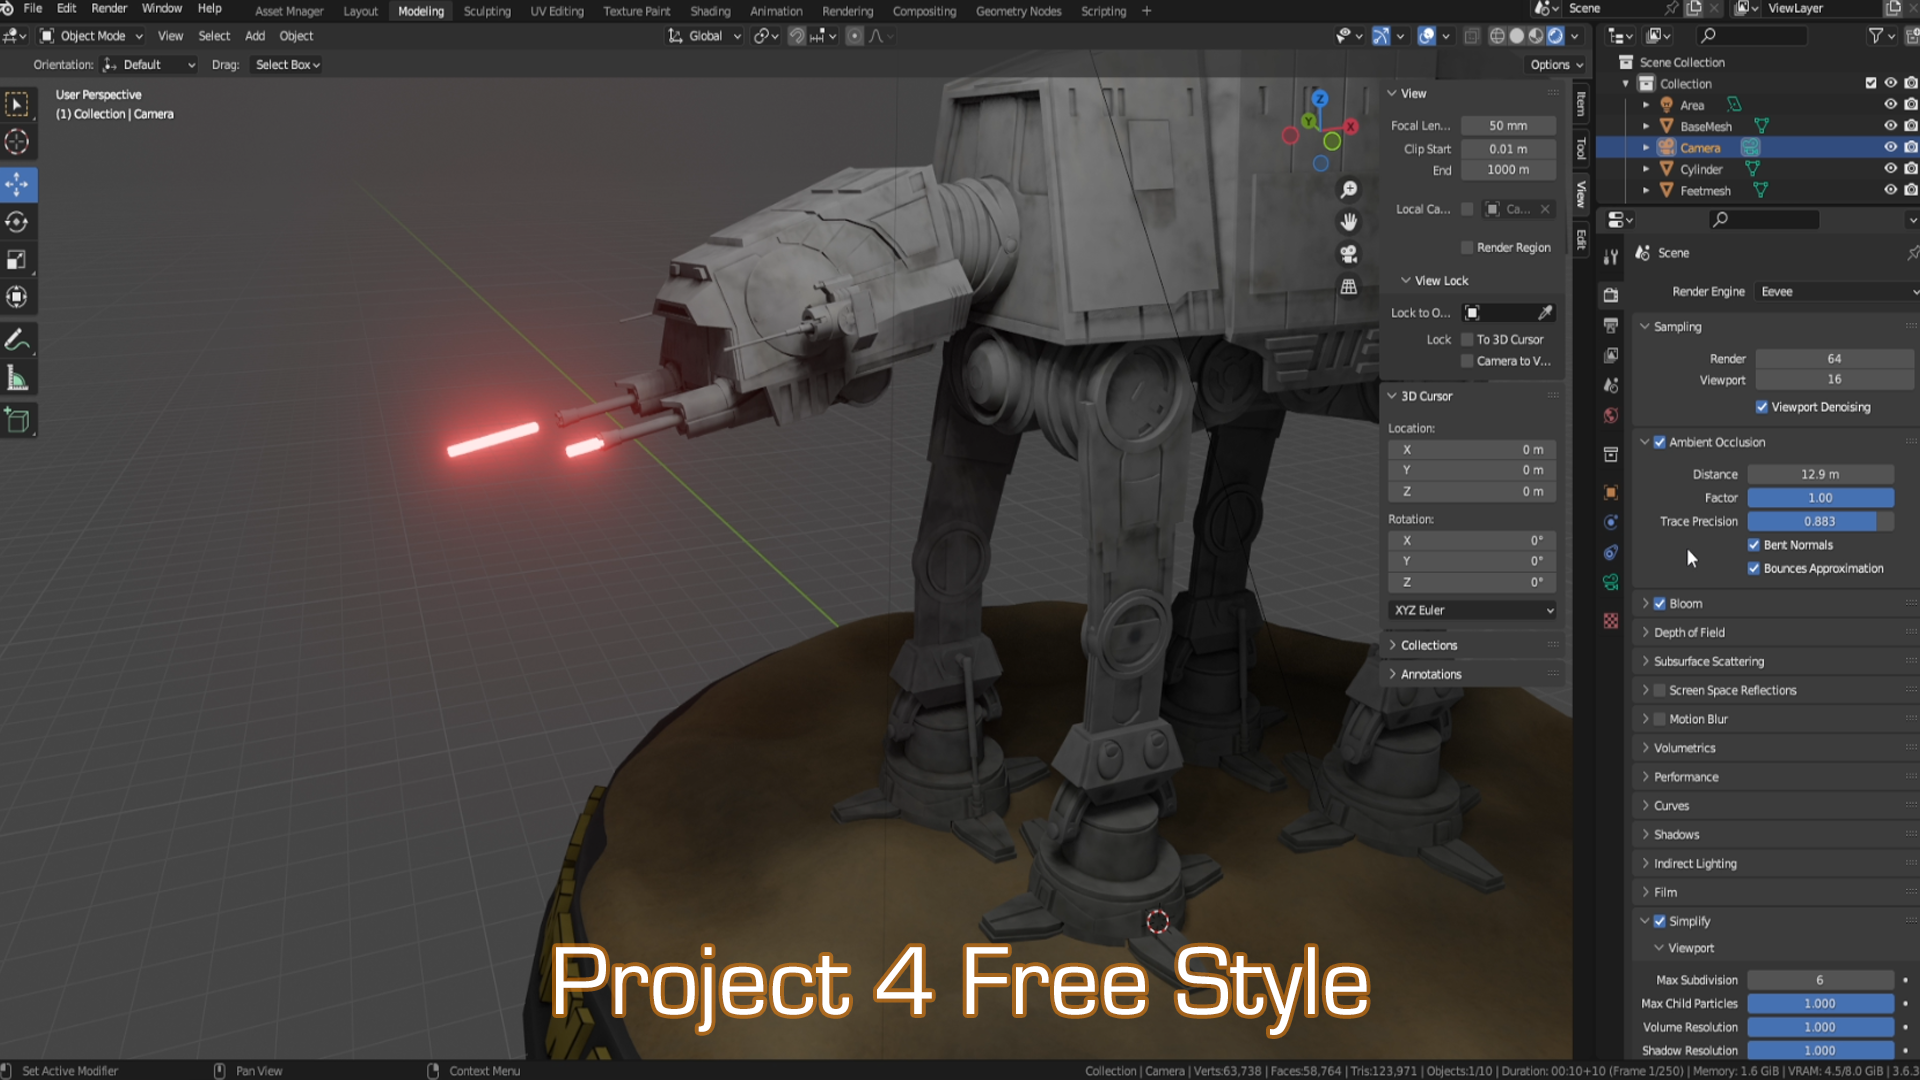 File Edit Render Window Help Asset Mnager Layout Modeling Sculpting UV Editing Texture Paint Shading Animation Rendering Compositing Geometry Nodes Scripting + Scene ViewLayer
Object Mode View Select Add Object Global
Orientation: Default Drag: Select Box Options
User Perspective
(1) Collection | Camera
View
Focal Len... 50 mm
Clip Start 0.01 m
End 1000 m
Local Ca... Ca...
Render Region
View Lock
Lock to O...
Lock To 3D Cursor
Camera to V...
3D Cursor
Location:
X 0 m
Y 0 m
Z 0 m
Rotation:
X 0°
Y 0°
Z 0°
XYZ Euler
Collections
Annotations
Item
Tool
View
Edit
Z
Y
X
Scene Collection
Collection
Area
BaseMesh
Camera
Cylinder
Feetmesh
Scene
Render Engine Eevee
Sampling
Render 64
Viewport 16
Viewport Denoising
Ambient Occlusion
Distance 12.9 m
Factor 1.00
Trace Precision 0.883
Bent Normals
Bounces Approximation
Bloom
Depth of Field
Subsurface Scattering
Screen Space Reflections
Motion Blur
Volumetrics
Performance
Curves
Shadows
Indirect Lighting
Film
Simplify
Viewport
Max Subdivision 6
Max Child Particles 1.000
Volume Resolution 1.000
Shadow Resolution 1.000
Project 4 Free Style
Set Active Modifier Pan View Context Menu Collection | Camera | Verts:63,738 | Faces:58,764 | Tris:123,971 | Objects:1/10 | Duration: 00:10+10 (Frame 1/250) | Memory: 1.6 GiB | VRAM: 4.5/8.0 GiB | 3.6.3